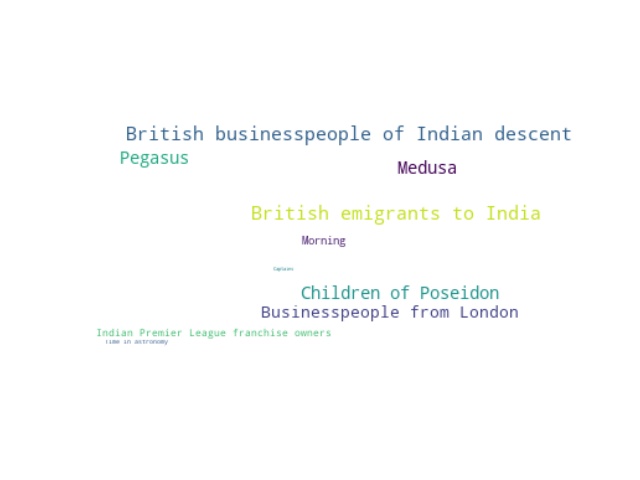 British businesspeople of Indian descent
Pegasus
Medusa
British emigrants to India
Morning
Children of Poseidon
Businesspeople from London
Indian Premier League franchise owners
Time in astronomy